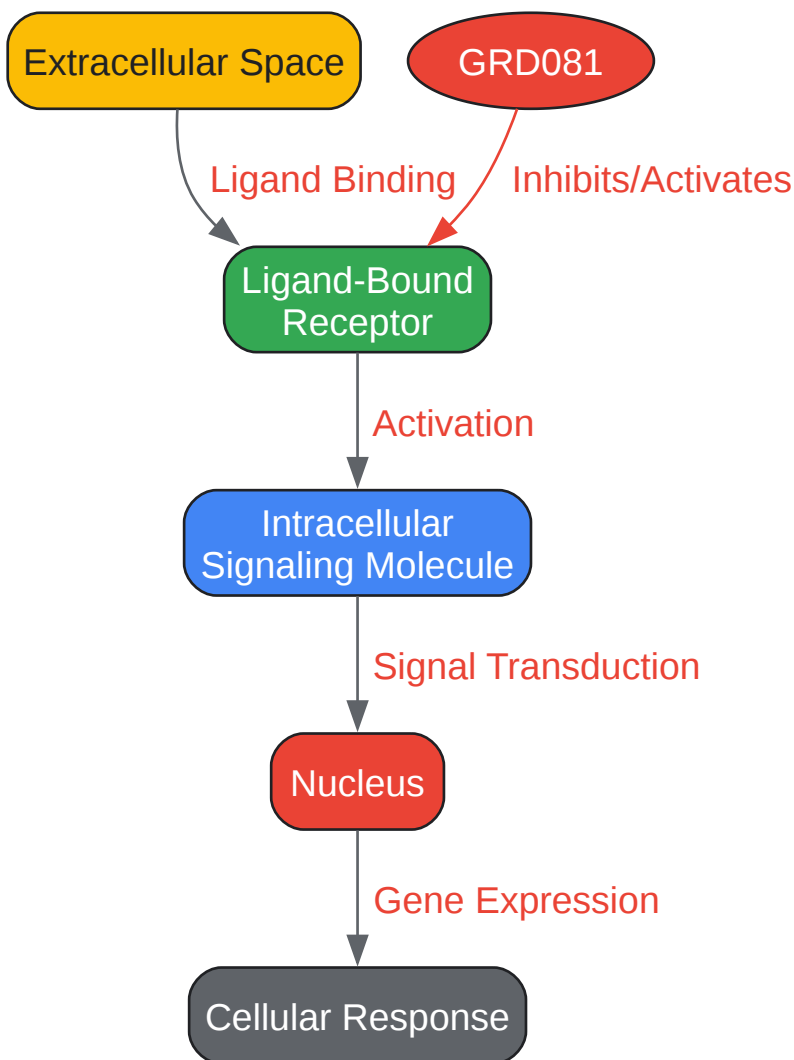 Extracellular Space
GRD081
Ligand Binding
Inhibits/Activates
Ligand-Bound
Receptor
Activation
Intracellular
Signaling Molecule
Signal Transduction
Nucleus
Gene Expression
Cellular Response